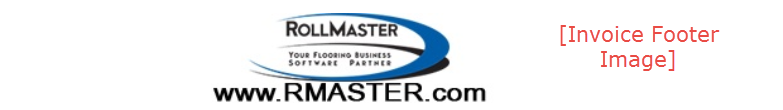 ROLLMASTER
YOUR FLOORING BUSINESS
SOFTWARE PARTNER
www.RMASTER.com
[Invoice Footer
Image]